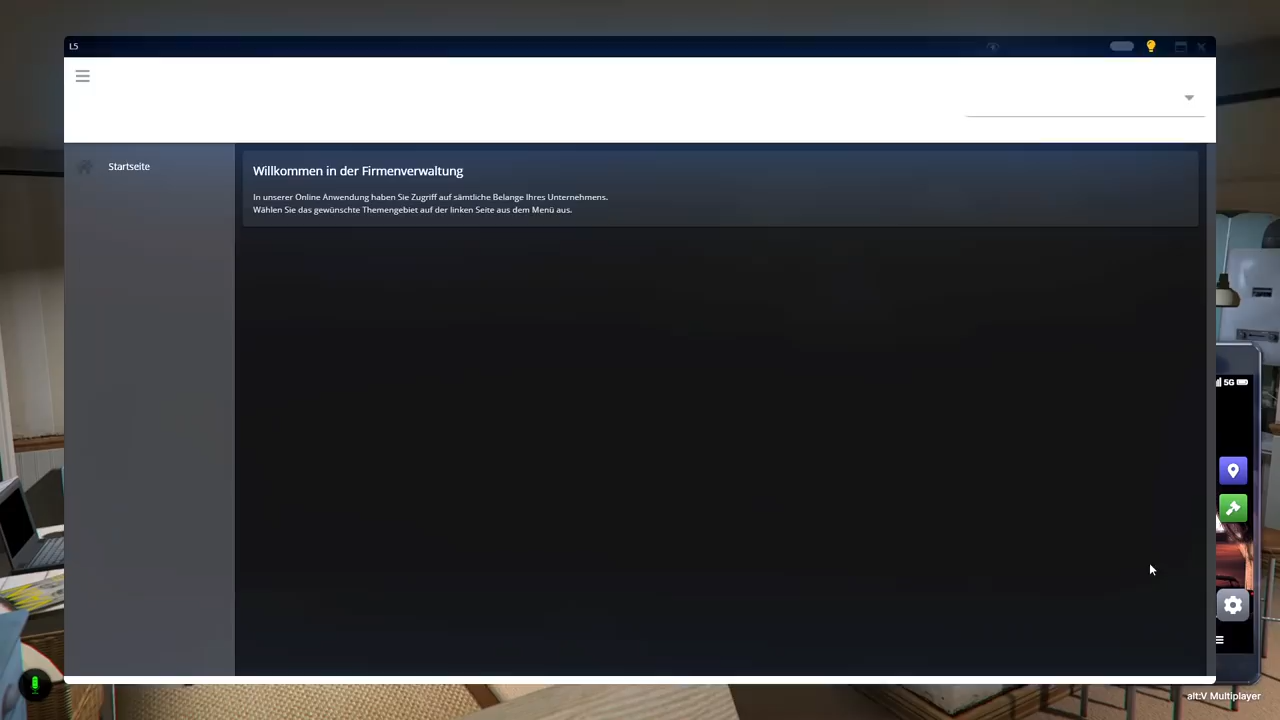 L5
Startseite
Willkommen in der Firmenverwaltung
In unserer Online Anwendung haben Sie Zugriff auf sämtliche Belange Ihres Unternehmens.
Wählen Sie das gewünschte Themengebiet auf der linken Seite aus dem Menü aus.
5G
alt:V Multiplayer